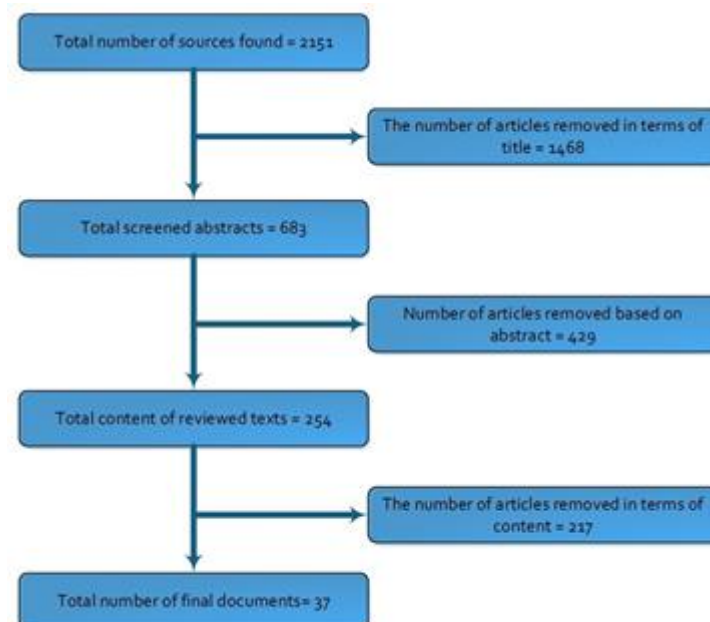 Total number of sources found = 2151
The number of articles removed in terms of
title = 1468
Total screened abstracts = 683
Number of articles removed based on
abstract = 429
Total content of reviewed texts = 254
The number of articles removed in terms of
content = 217
Total number of final documents= 37